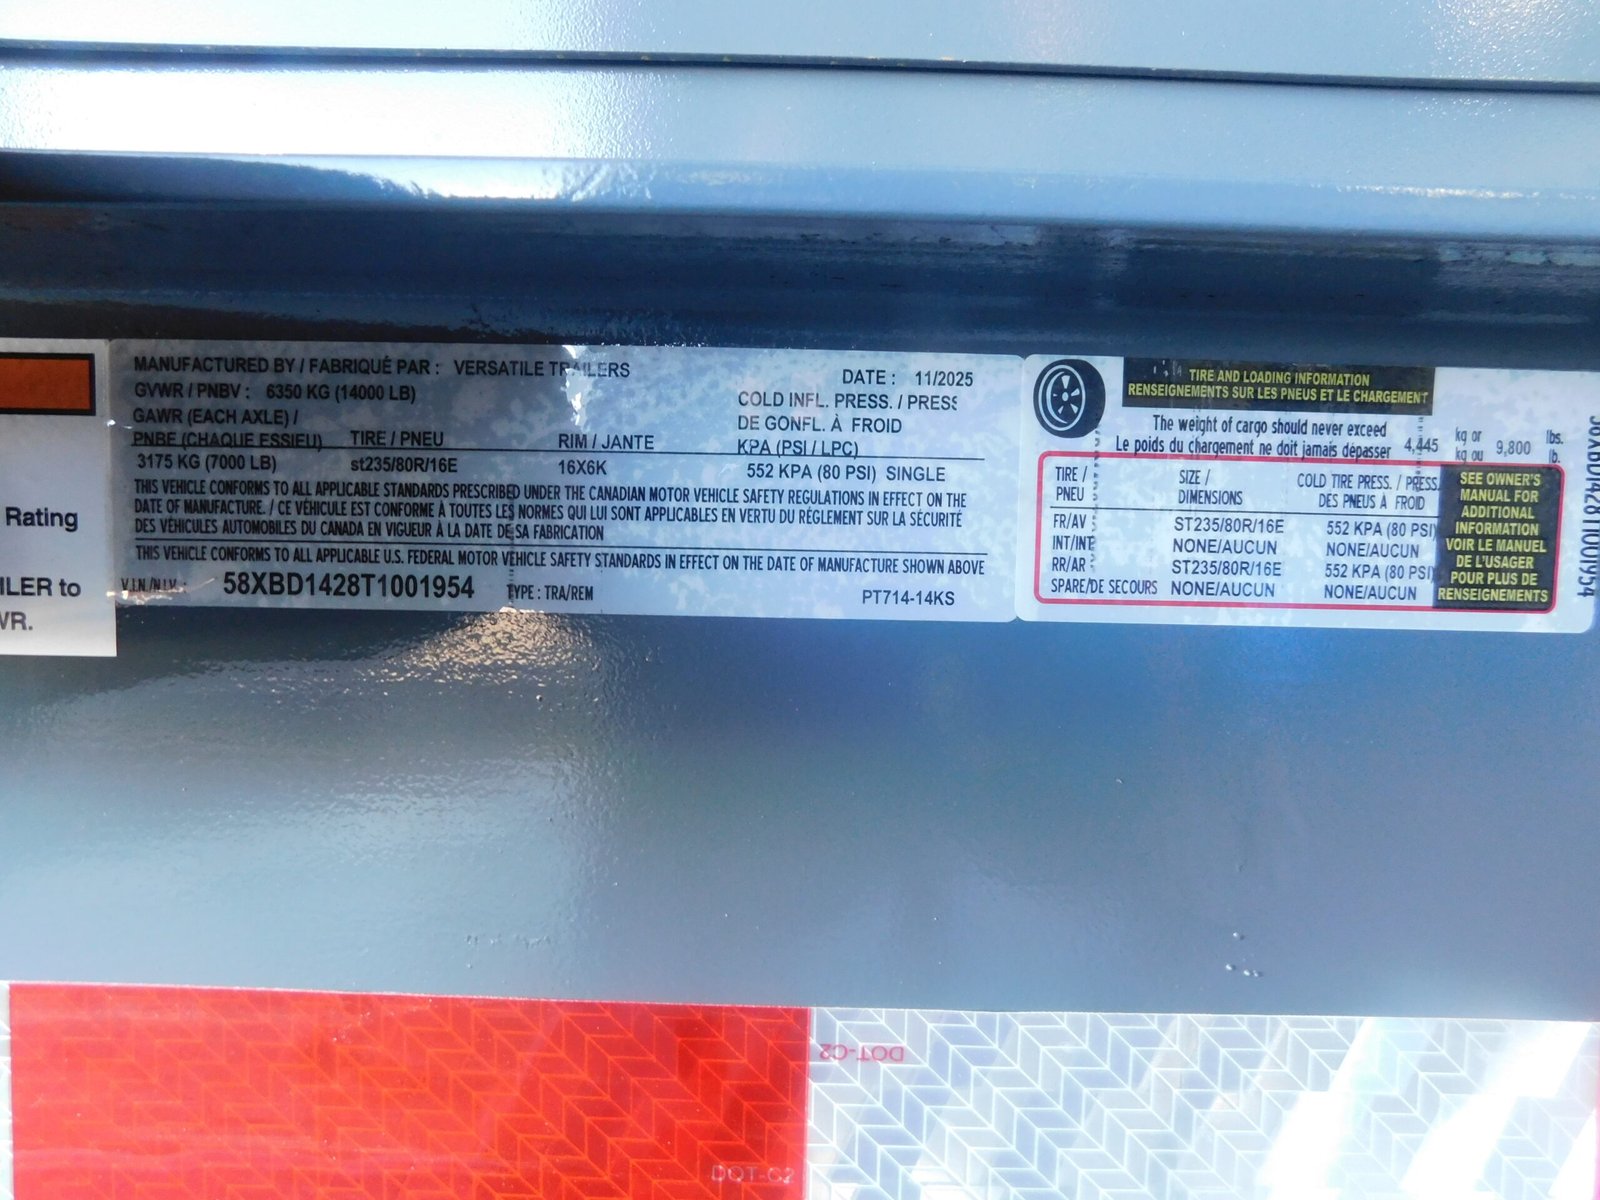 Rating
ILER to
WR.
MANUFACTURED BY / FABRIQUÉ PAR : VERSATILE TRAILERS
DATE : 11/2025
GVWR / PNBV : 6350 KG (14000 LB)
COLD INFL. PRESS. / PRESS
GAWR (EACH AXLE) /
DE GONFL. À FROID
PNBE (CHAQUE ESSIEU) TIRE / PNEU RIM / JANTE KPA (PSI / LPC)
3175 KG (7000 LB) st235/80R/16E 16X6K 552 KPA (80 PSI) SINGLE
THIS VEHICLE CONFORMS TO ALL APPLICABLE STANDARDS PRESCRIBED UNDER THE CANADIAN MOTOR VEHICLE SAFETY REGULATIONS IN EFFECT ON THE
DATE OF MANUFACTURE. / CE VÉHICULE EST CONFORME À TOUTES LES NORMES QUI LUI SONT APPLICABLES EN VERTU DU RÈGLEMENT SUR LA SÉCURITÉ
DES VÉHICULES AUTOMOBILES DU CANADA EN VIGUEUR À LA DATE DE SA FABRICATION
THIS VEHICLE CONFORMS TO ALL APPLICABLE U.S. FEDERAL MOTOR VEHICLE SAFETY STANDARDS IN EFFECT ON THE DATE OF MANUFACTURE SHOWN ABOVE
V.I.N./N.I.V.: 58XBD1428T1001954 TYPE : TRA/REM PT714-14KS
TIRE AND LOADING INFORMATION
RENSEIGNEMENTS SUR LES PNEUS ET LE CHARGEMENT
The weight of cargo should never exceed
Le poids du chargement ne doit jamais dépasser 4,445 kg or kg ou 9,800 lbs. lb.
TIRE / SIZE / COLD TIRE PRESS. / PRESS.
PNEU DIMENSIONS DES PNEUS À FROID
FR/AV ST235/80R/16E 552 KPA (80 PSI)
INT/INT NONE/AUCUN NONE/AUCUN
RR/AR ST235/80R/16E 552 KPA (80 PSI)
SPARE/DE SECOURS NONE/AUCUN NONE/AUCUN
SEE OWNER'S
MANUAL FOR
ADDITIONAL
INFORMATION
VOIR LE MANUEL
DE L'USAGER
POUR PLUS DE
RENSEIGNEMENTS
58XBD1428T1001954
DOT-C2
DOT-C2